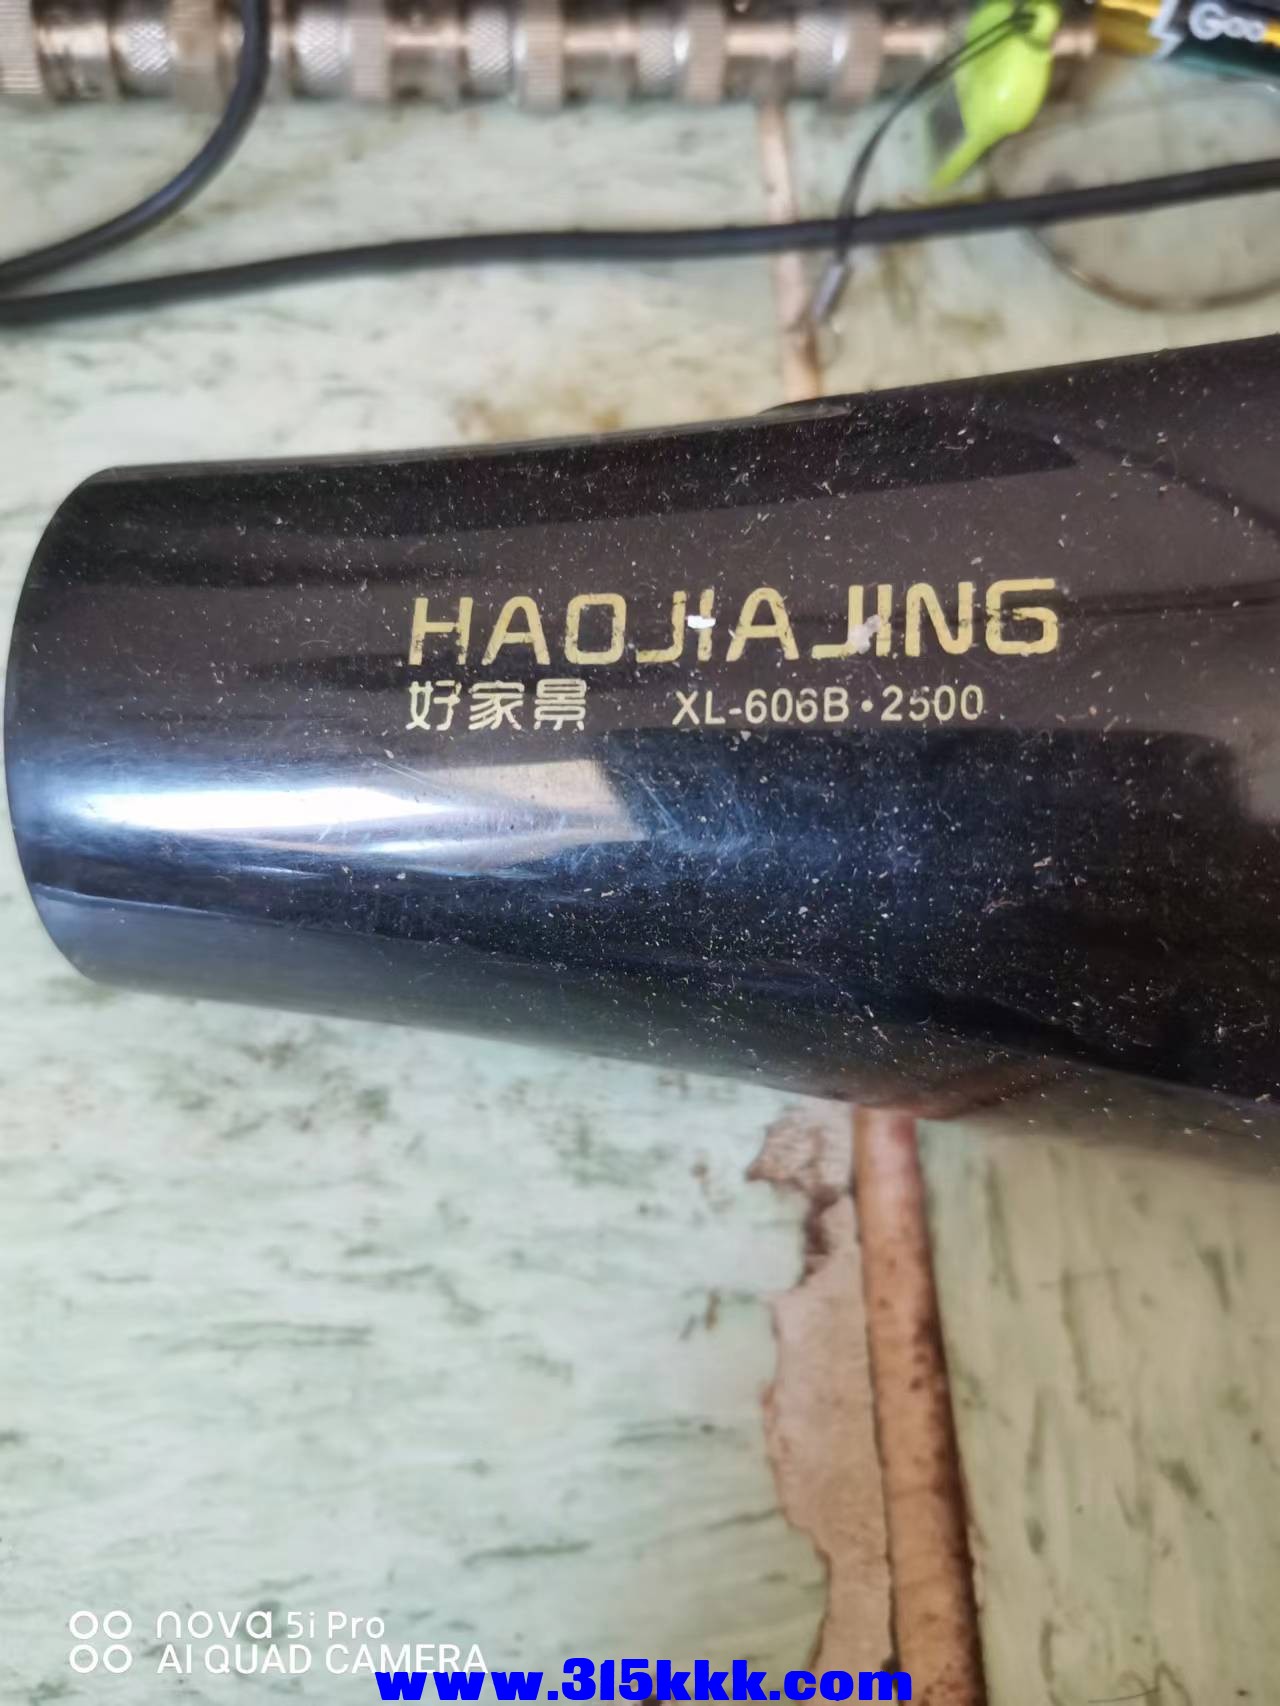 HAOJIAJING
好家景 XL-606B·2500
nova 5i Pro
AI QUAD CAMERA
www.315kkk.com